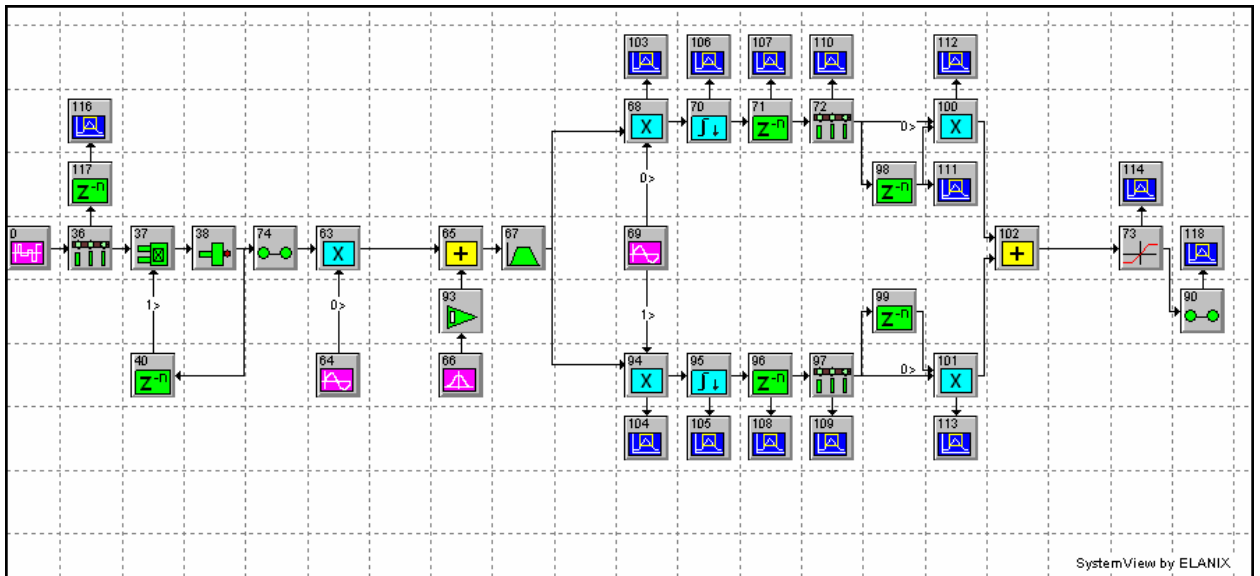 103 106 107 110 112
116 68 70 71 72 100
X Z⁻ⁿ 0> X
117 0> 98 111 114
Z⁻ⁿ Z⁻ⁿ
0 36 37 38 74 63 65 67 69 102 73 118
X + +
1> 0> 93 1> 99 90
Z⁻ⁿ
40 64 66 94 95 96 97 0> 101
Z⁻ⁿ X Z⁻ⁿ X
104 105 108 109 113
SystemView by ELANIX